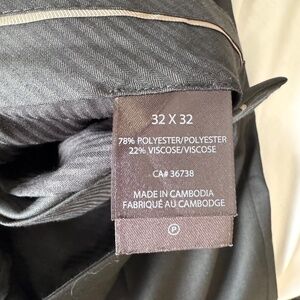 32 X 32
78% POLYESTER/POLYESTER
22% VISCOSE/VISCOSE
CA# 36738
MADE IN CAMBODIA
FABRIQUÉ AU CAMBODGE
P